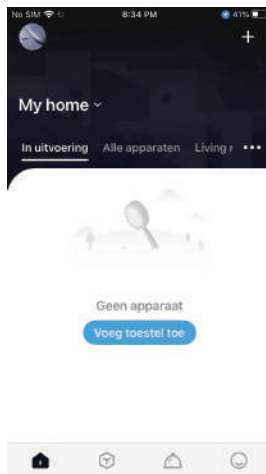 No SIM 8:34 PM 41%
My home
In uitvoering Alle apparaten Living r
Geen apparaat
Voeg toestel toe